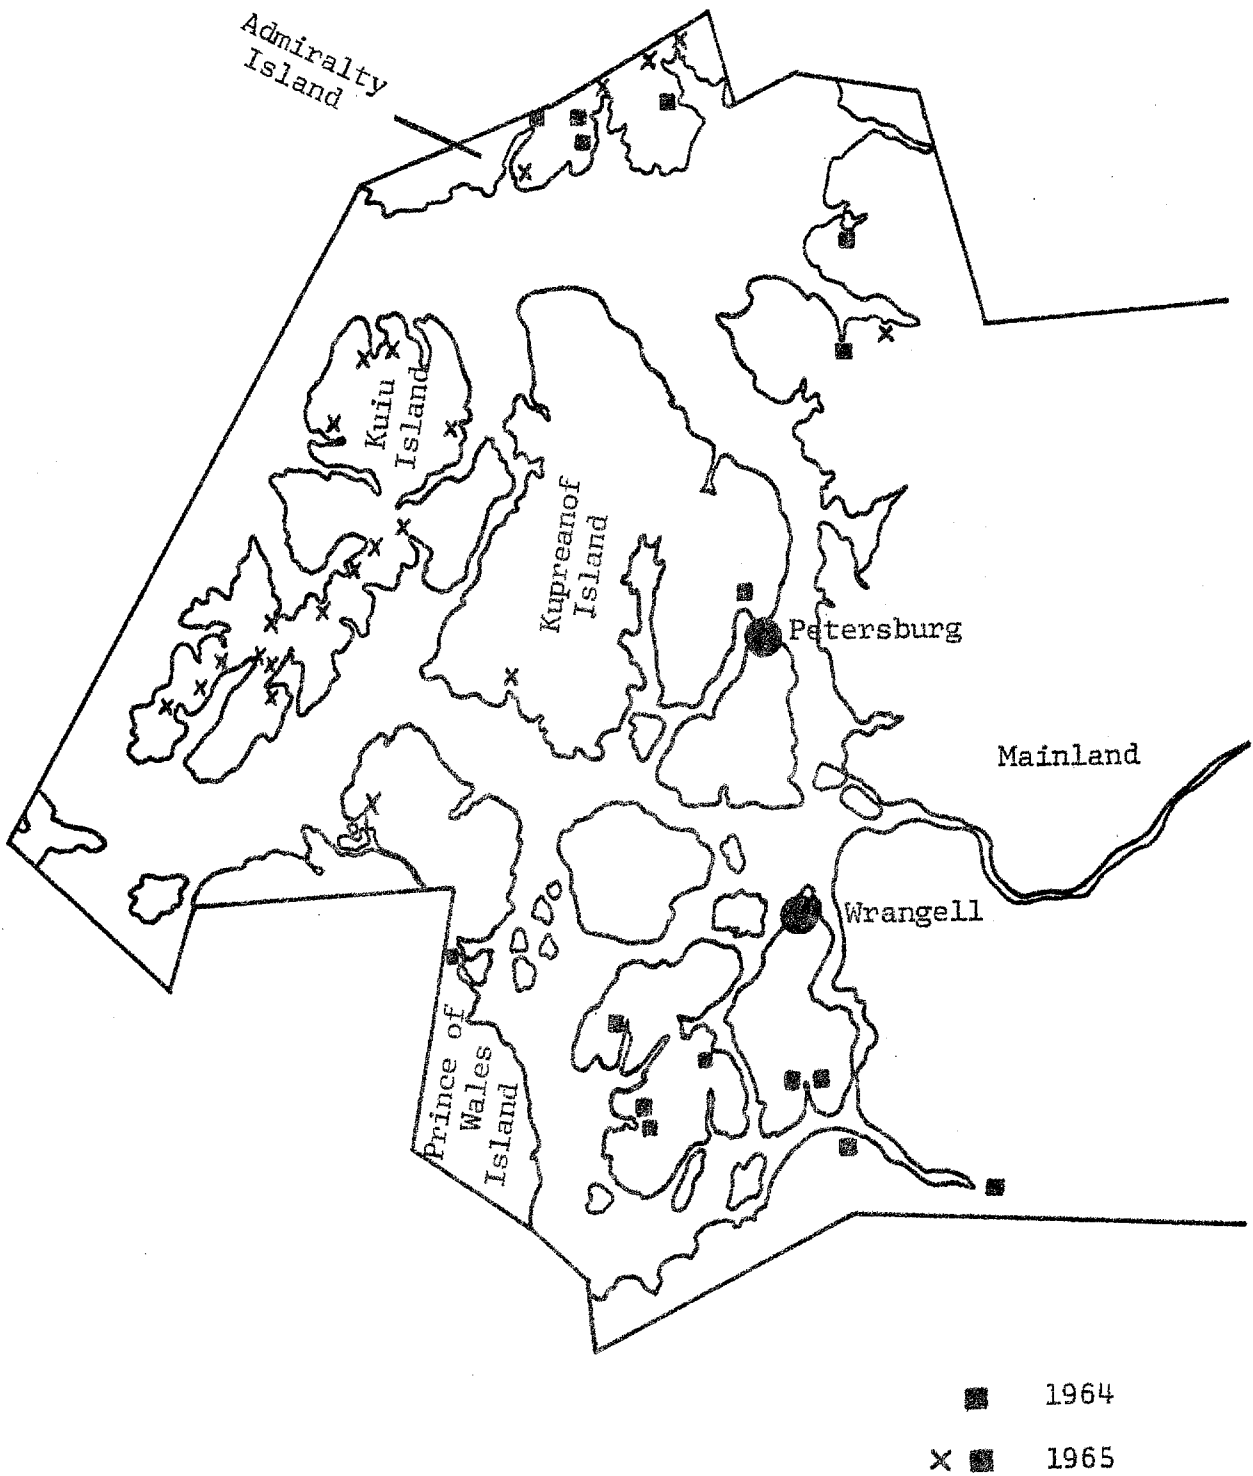 Admiralty
Island
Kuiu
Island
Kupreanof
Island
Petersburg
Mainland
Wrangell
Prince of
Wales
Island
1964
X 1965